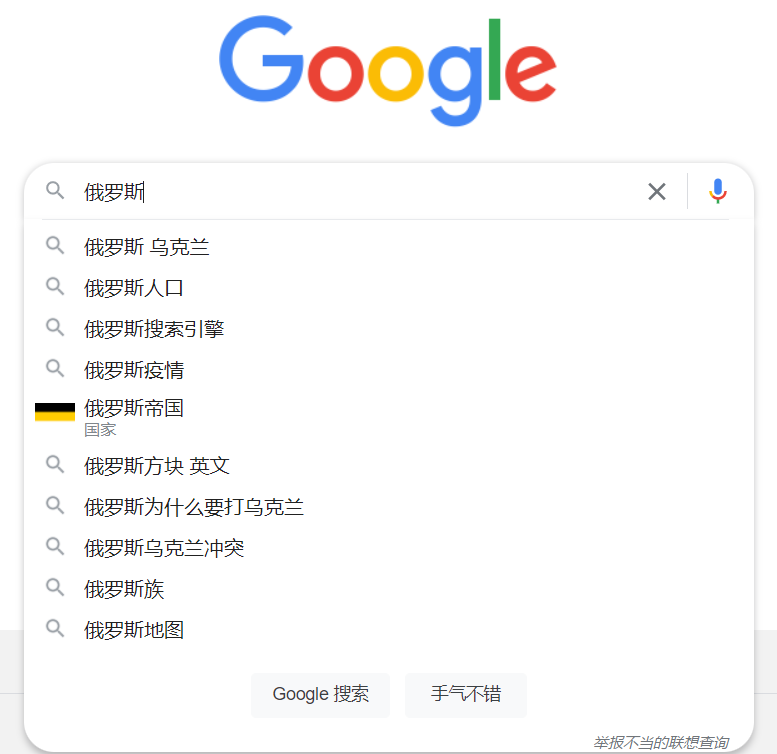 Google
俄罗斯
俄罗斯 乌克兰
俄罗斯人口
俄罗斯搜索引擎
俄罗斯疫情
俄罗斯帝国
国家
俄罗斯方块 英文
俄罗斯为什么要打乌克兰
俄罗斯乌克兰冲突
俄罗斯族
俄罗斯地图
Google 搜索 手气不错
举报不当的联想查询